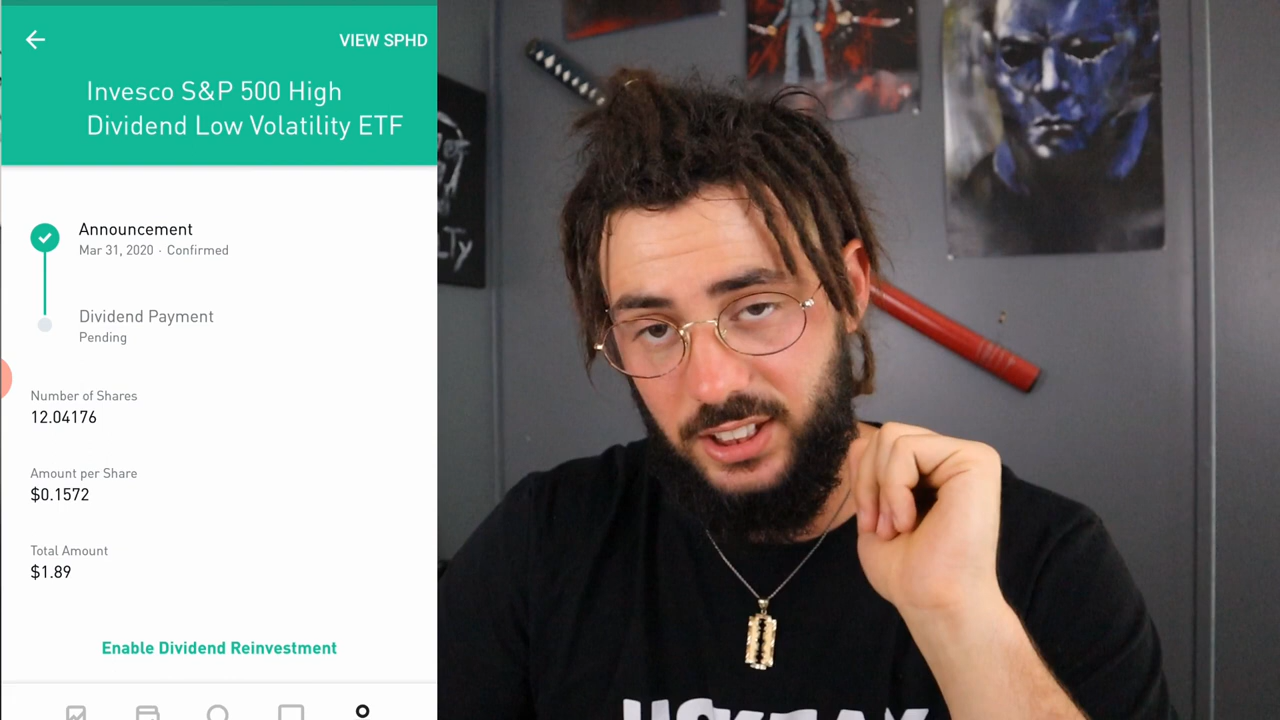 VIEW SPHD
Invesco S&P 500 High
Dividend Low Volatility ETF
Announcement
Mar 31, 2020 · Confirmed
Dividend Payment
Pending
Number of Shares
12.04176
Amount per Share
$0.1572
Total Amount
$1.89
Enable Dividend Reinvestment